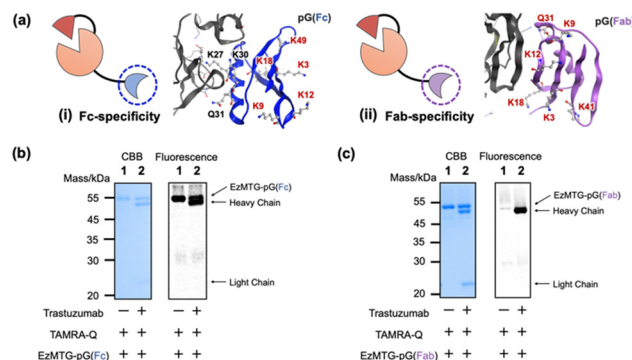 (a)
K27
K30
K49
K18
K3
K12
K9
Q31
pG(Fc)
(i) Fc-specificity
Q31
K9
pG(Fab
K12
K18
K3
K41
(ii) Fab-specificity
(b)
CBB Fluorescence
Mass/kDa 1 2 1 2
EzMTG-pG(Fc)
55
Heavy Chain
45
35
30
Light Chain
20
Trastuzumab − + − +
TAMRA-Q + + + +
EzMTG-pG(Fc) + + + +
(c)
CBB Fluorescence
Mass/kDa 1 2 1 2
EzMTG-pG(Fab)
55
Heavy Chain
45
35
30
Light Chain
20
Trastuzumab − + − +
TAMRA-Q + + + +
EzMTG-pG(Fab) + + + +